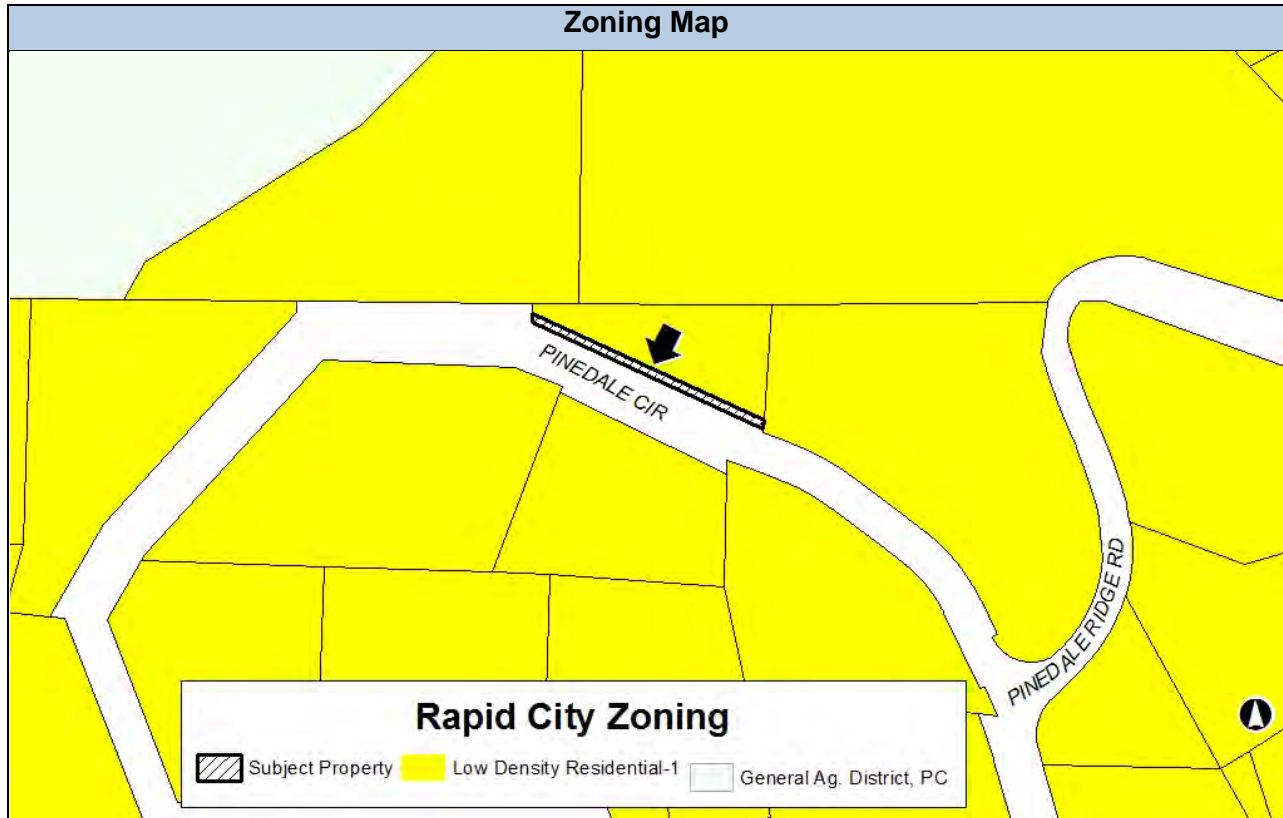 Zoning Map
PINEDALE CIR
PINEDALE RIDGE RD
Rapid City Zoning
Subject Property
Low Density Residential-1
General Ag. District, PC